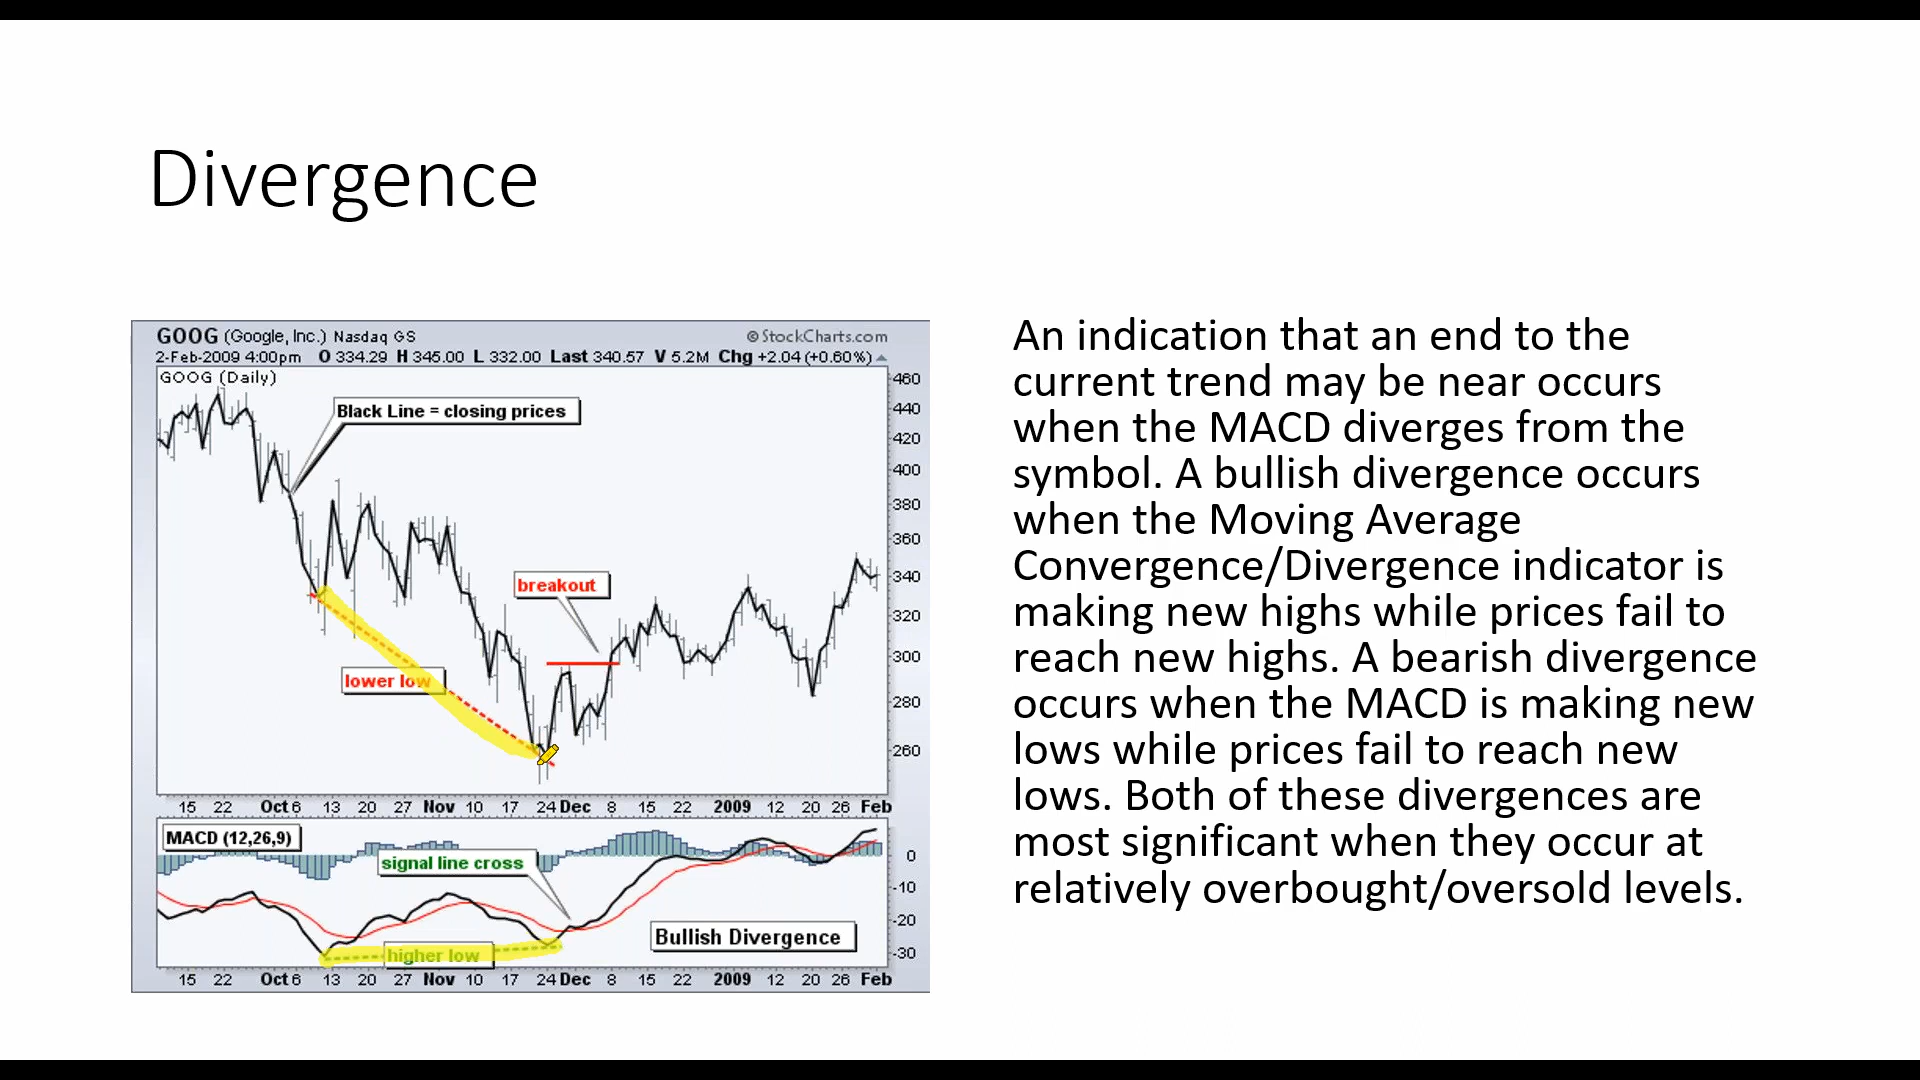 Divergence
GOOG (Google, Inc.) Nasdaq GS
© StockCharts.com
2-Feb-2009 4:00pm O 334.29 H 345.00 L 332.00 Last 340.57 V 5.2M Chg +2.04 (+0.60%)
GOOG (Daily)
Black Line = closing prices
breakout
lower low
460
440
420
400
380
360
340
320
300
280
260
15 22 Oct 6 13 20 27 Nov 10 17 24 Dec 8 15 22 2009 12 20 26 Feb
MACD (12,26,9)
signal line cross
higher low
Bullish Divergence
0
-10
-20
-30
15 22 Oct 6 13 20 27 Nov 10 17 24 Dec 8 15 22 2009 12 20 26 Feb
An indication that an end to the
current trend may be near occurs
when the MACD diverges from the
symbol. A bullish divergence occurs
when the Moving Average
Convergence/Divergence indicator is
making new highs while prices fail to
reach new highs. A bearish divergence
occurs when the MACD is making new
lows while prices fail to reach new
lows. Both of these divergences are
most significant when they occur at
relatively overbought/oversold levels.